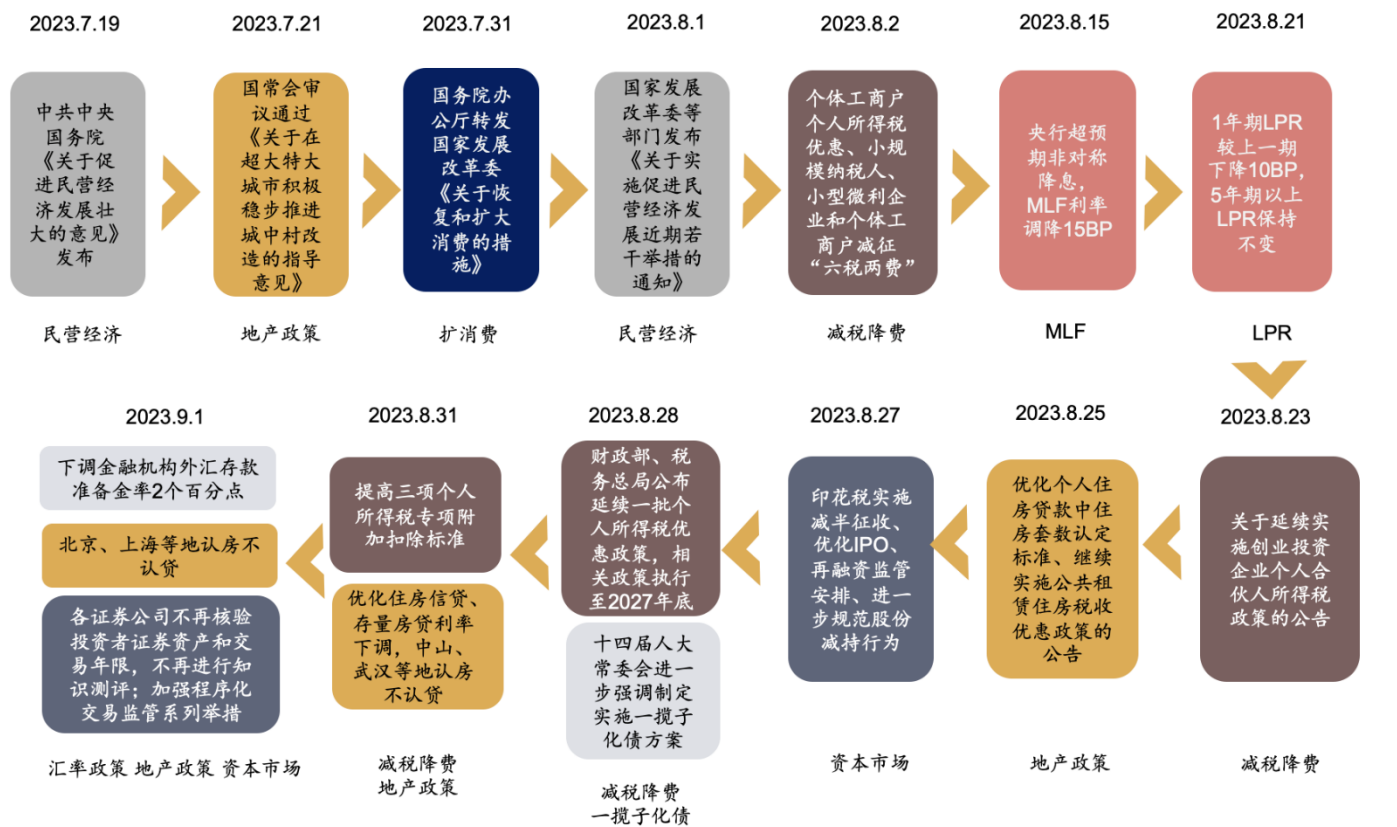 2023.7.19
中共中央
国务院
《关于促
进民营经
济发展壮
大的意见》
发布
民营经济
2023.7.21
国常会审
议通过
《关于在
超大特大
城市积极
稳步推进
城中村改
造的指导
意见》
地产政策
2023.7.31
国务院办
公厅转发
国家发展
改革委
《关于恢
复和扩大
消费的措
施》
扩消费
2023.8.1
国家发展
改革委等
部门发布
《关于实
施促进民
营经济发
展近期若
干举措的
通知》
民营经济
2023.8.2
个体工商户
个人所得税
优惠、小规
模纳税人、
小型微利企
业和个体工
商户减征
“六税两费”
减税降费
2023.8.15
央行超预
期非对称
降息，
MLF利率
调降15BP
MLF
2023.8.21
1年期LPR
较上一期
下降10BP，
5年期以上
LPR保持
不变
LPR
2023.8.23
关于延续实
施创业投资
企业个人合
伙人所得税
政策的公告
减税降费
2023.8.25
优化个人住
房贷款中住
房套数认定
标准、继续
实施公共租
赁住房税收
优惠政策的
公告
地产政策
2023.8.27
印花税实施
减半征收、
优化IPO、
再融资监管
安排、进一
步规范股份
减持行为
资本市场
2023.8.28
财政部、税
务总局公布
延续一批个
人所得税优
惠政策，相
关政策执行
至2027年底
十四届人大
常委会进一
步强调制定
实施一揽子
化债方案
减税降费
一揽子化债
2023.8.31
提高三项个人
所得税专项附
加扣除标准
优化住房信贷、
存量房贷利率
下调，中山、
武汉等地认房
不认贷
减税降费
地产政策
2023.9.1
下调金融机构外汇存款
准备金率2个百分点
北京、上海等地认房不
认贷
各证券公司不再核验
投资者证券资产和交
易年限，不再进行知
识测评；加强程序化
交易监管系列举措
汇率政策 地产政策 资本市场